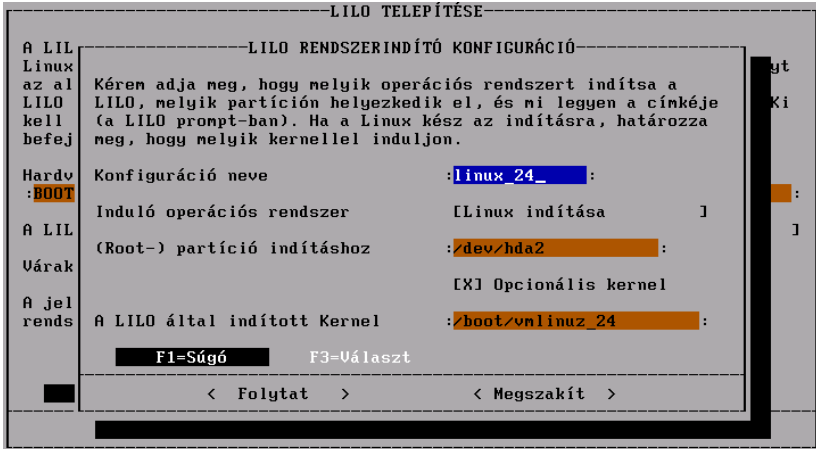 LILO TELEPÍTÉSE
LILO RENDSZERINDÍTÓ KONFIGURÁCIÓ
A LIL
Linux
yt
az al
Kérem adja meg, hogy melyik operációs rendszert indítsa a
LILO
LILO, melyik partíción helyezkedik el, és mi legyen a címkéje
Ki
kell
(a LILO prompt-ban). Ha a Linux kész az indításra, határozza
befej
meg, hogy melyik kernellel induljon.
Hardv
Konfiguráció neve :linux_24_ :
:BOOT
:
Induló operációs rendszer [Linux indítása ]
A LIL
]
(Root-) partíció indításhoz :/dev/hda2 :
Várak
[X] Opcionális kernel
A jel
rends
A LILO által indított Kernel :/boot/vmlinuz_24 :
F1=Súgó F3=Választ
< Folytat > < Megszakít >